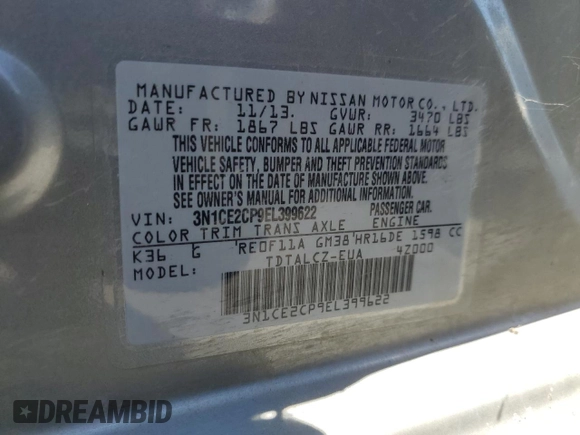 MANUFACTURED BY NISSAN MOTOR CO., LTD.
DATE: 11/13. GVWR: 3470 LBS
GAWR FR: 1867 LBS GAWR RR: 1664 LBS
THIS VEHICLE CONFORMS TO ALL APPLICABLE FEDERAL MOTOR
VEHICLE SAFETY, BUMPER AND THEFT PREVENTION STANDARDS
IN EFFECT ON THE DATE OF MANUFACTURE SHOWN ABOVE.
SEE OWNER'S MANUAL FOR ADDITIONAL INFORMATION.
VIN: 3N1CE2CP9EL399622 PASSENGER CAR.
COLOR TRIM TRANS AXLE ENGINE
K36 G RE0F11A GM38 HR16DE 1598 CC
MODEL: TDTALCZ-EUA 4Z000
3N1CE2CP9EL399622
DREAMBID